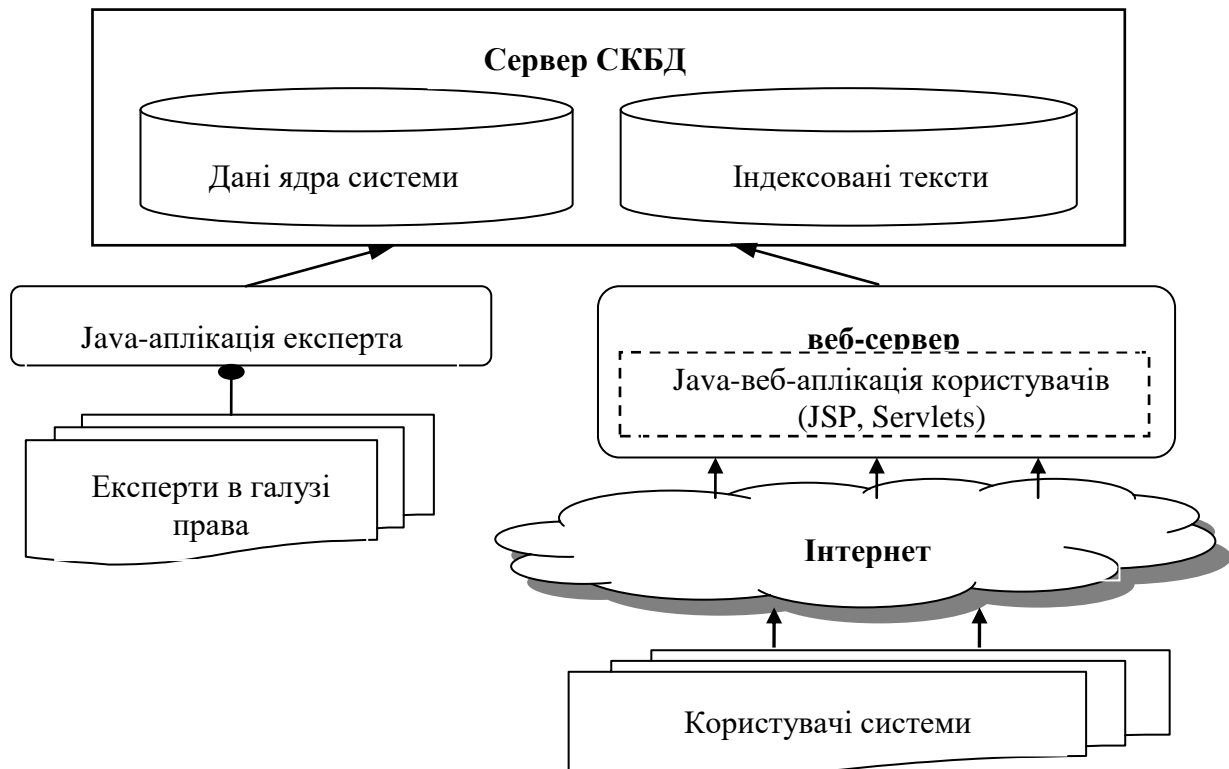 Сервер СКБД
Дані ядра системи
Індексовані тексти
Java-аплікація експерта
веб-сервер
Java-веб-аплікація користувачів
(JSP, Servlets)
Експерти в галузі
права
Інтернет
Користувачі системи